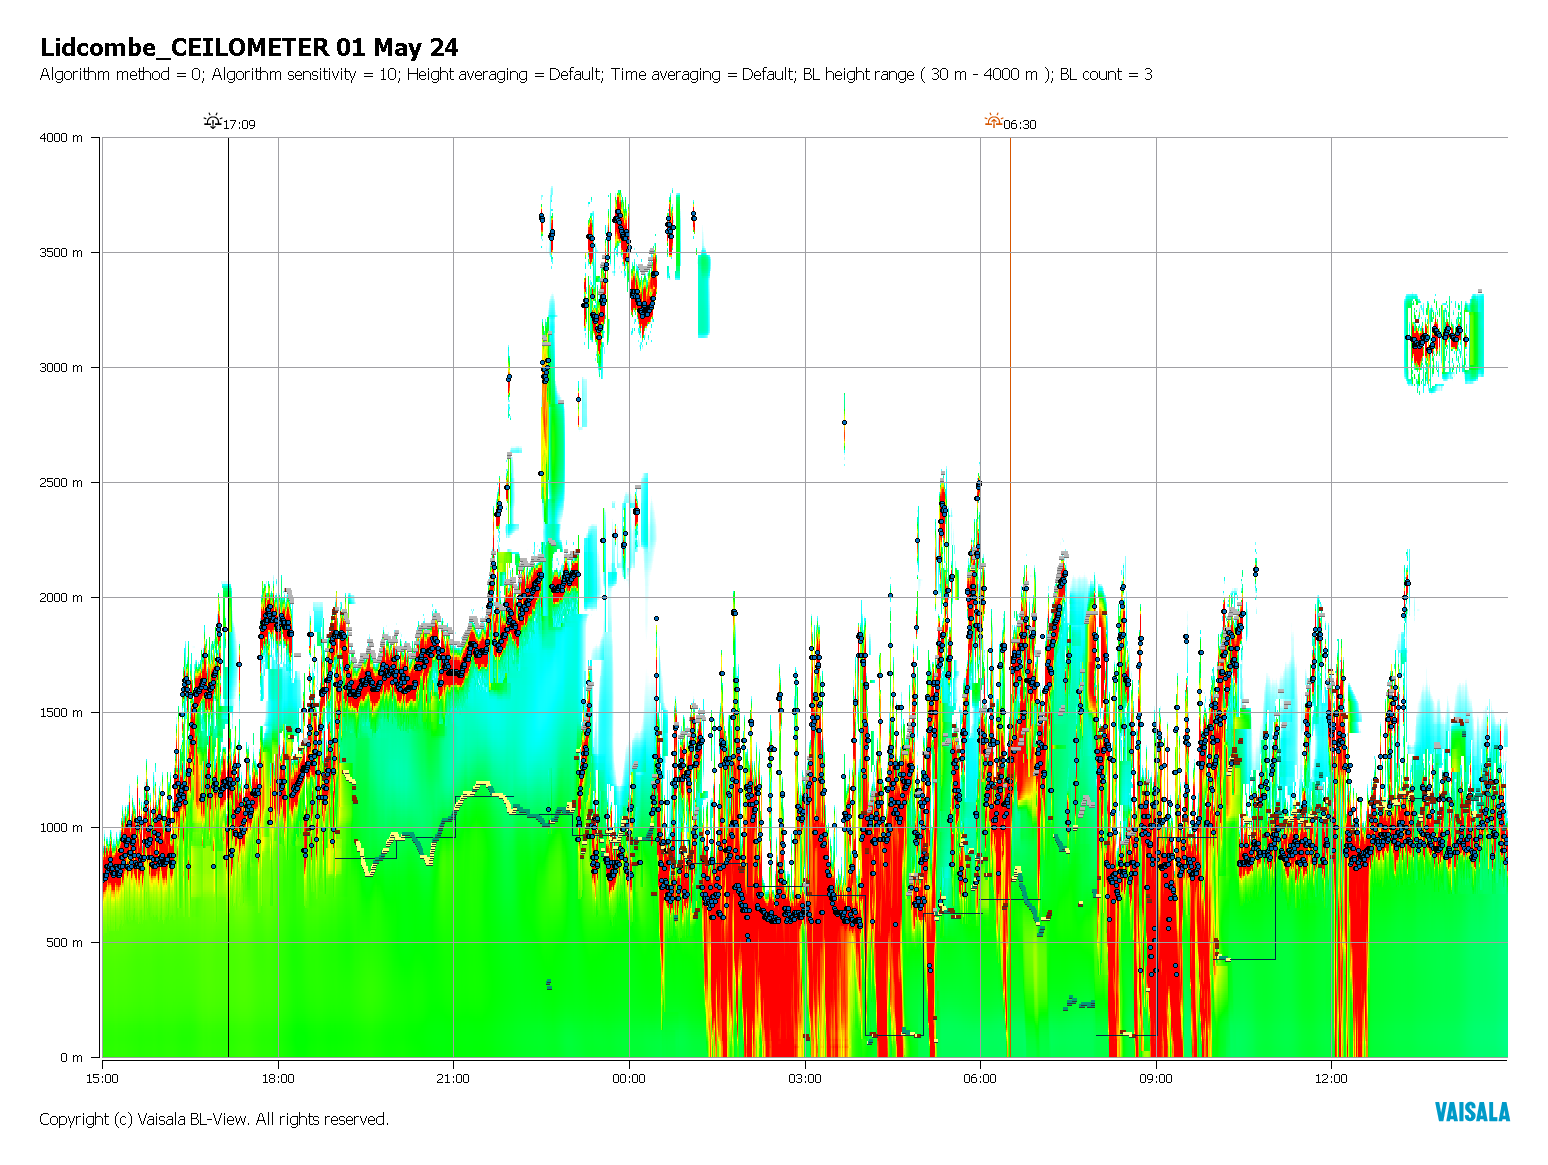 Lidcombe_CEILOMETER 01 May 24
Algorithm method = 0; Algorithm sensitivity = 10; Height averaging = Default; Time averaging = Default; BL height range ( 30 m - 4000 m ); BL count = 3
17:09 06:30
4000 m
3500 m
3000 m
2500 m
2000 m
1500 m
1000 m
500 m
0 m
15:00 18:00 21:00 00:00 03:00 06:00 09:00 12:00
Copyright (c) Vaisala BL-View. All rights reserved.
VAISALA